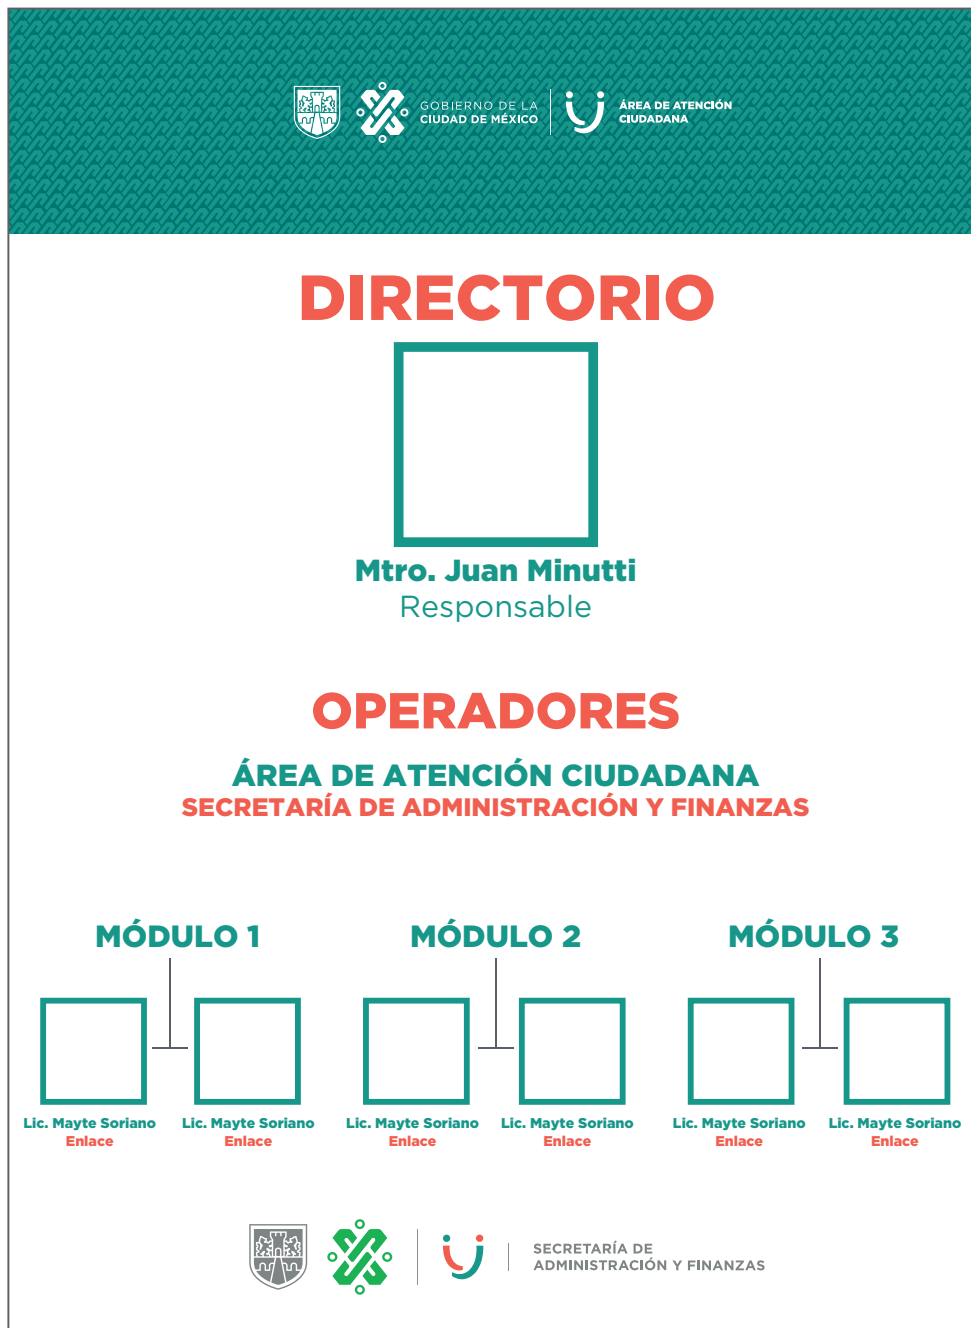 GOBIERNO DE LA
CIUDAD DE MÉXICO
ÁREA DE ATENCIÓN
CIUDADANA
DIRECTORIO
Mtro. Juan Minutti
Responsable
OPERADORES
ÁREA DE ATENCIÓN CIUDADANA
SECRETARÍA DE ADMINISTRACIÓN Y FINANZAS
MÓDULO 1
MÓDULO 2
MÓDULO 3
Lic. Mayte Soriano
Enlace
Lic. Mayte Soriano
Enlace
Lic. Mayte Soriano
Enlace
Lic. Mayte Soriano
Enlace
Lic. Mayte Soriano
Enlace
Lic. Mayte Soriano
Enlace
SECRETARÍA DE
ADMINISTRACIÓN Y FINANZAS